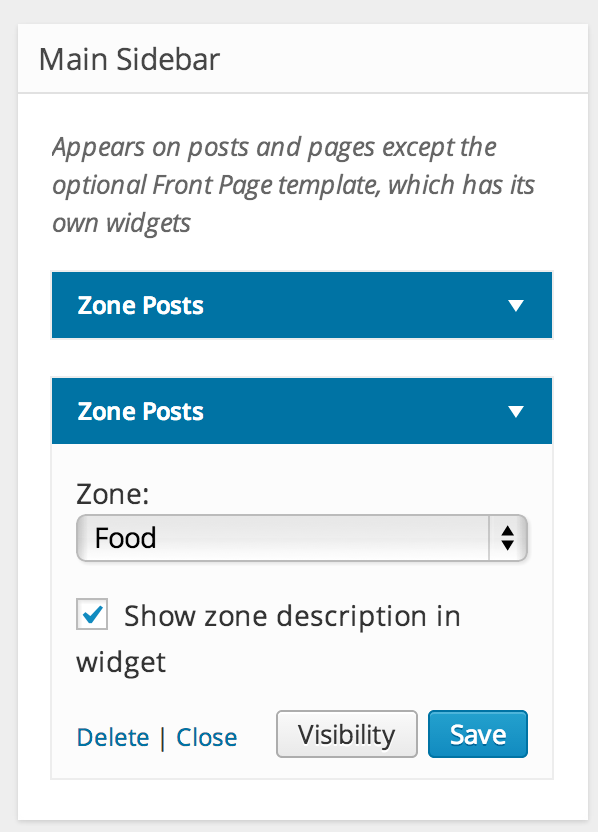 Main Sidebar
Appears on posts and pages except the
optional Front Page template, which has its
own widgets
Zone Posts
Zone Posts
Zone:
Food
Show zone description in
widget
Delete | Close Visibility Save